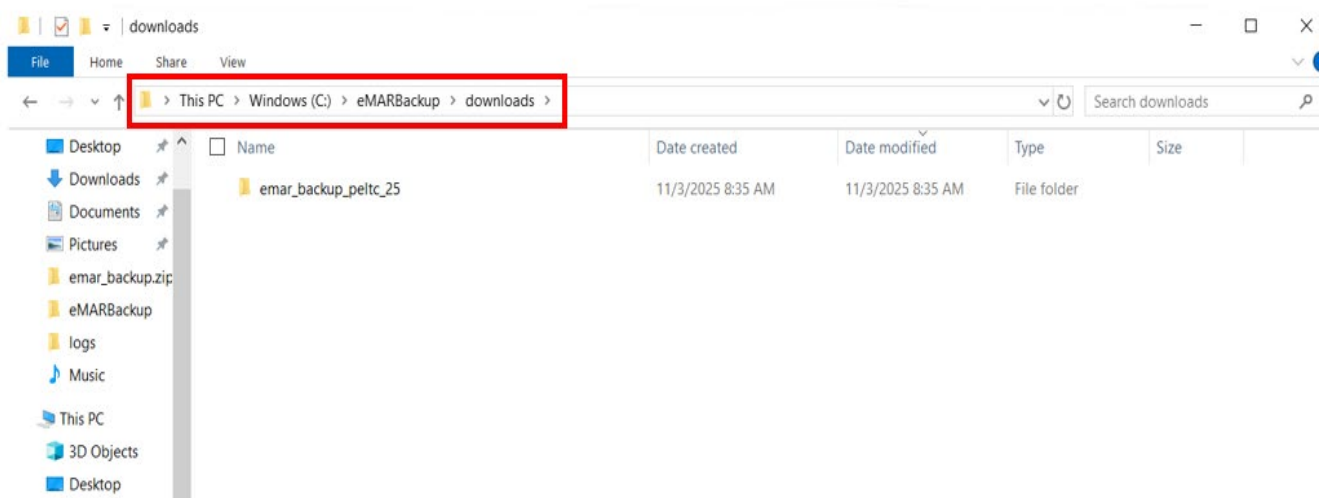 downloads
File Home Share View
This PC > Windows (C:) > eMARBackup > downloads >
Search downloads
Name Date created Date modified Type Size
emar_backup_peltc_25 11/3/2025 8:35 AM 11/3/2025 8:35 AM File folder
Desktop
Downloads
Documents
Pictures
emar_backup.zip
eMARBackup
logs
Music
This PC
3D Objects
Desktop